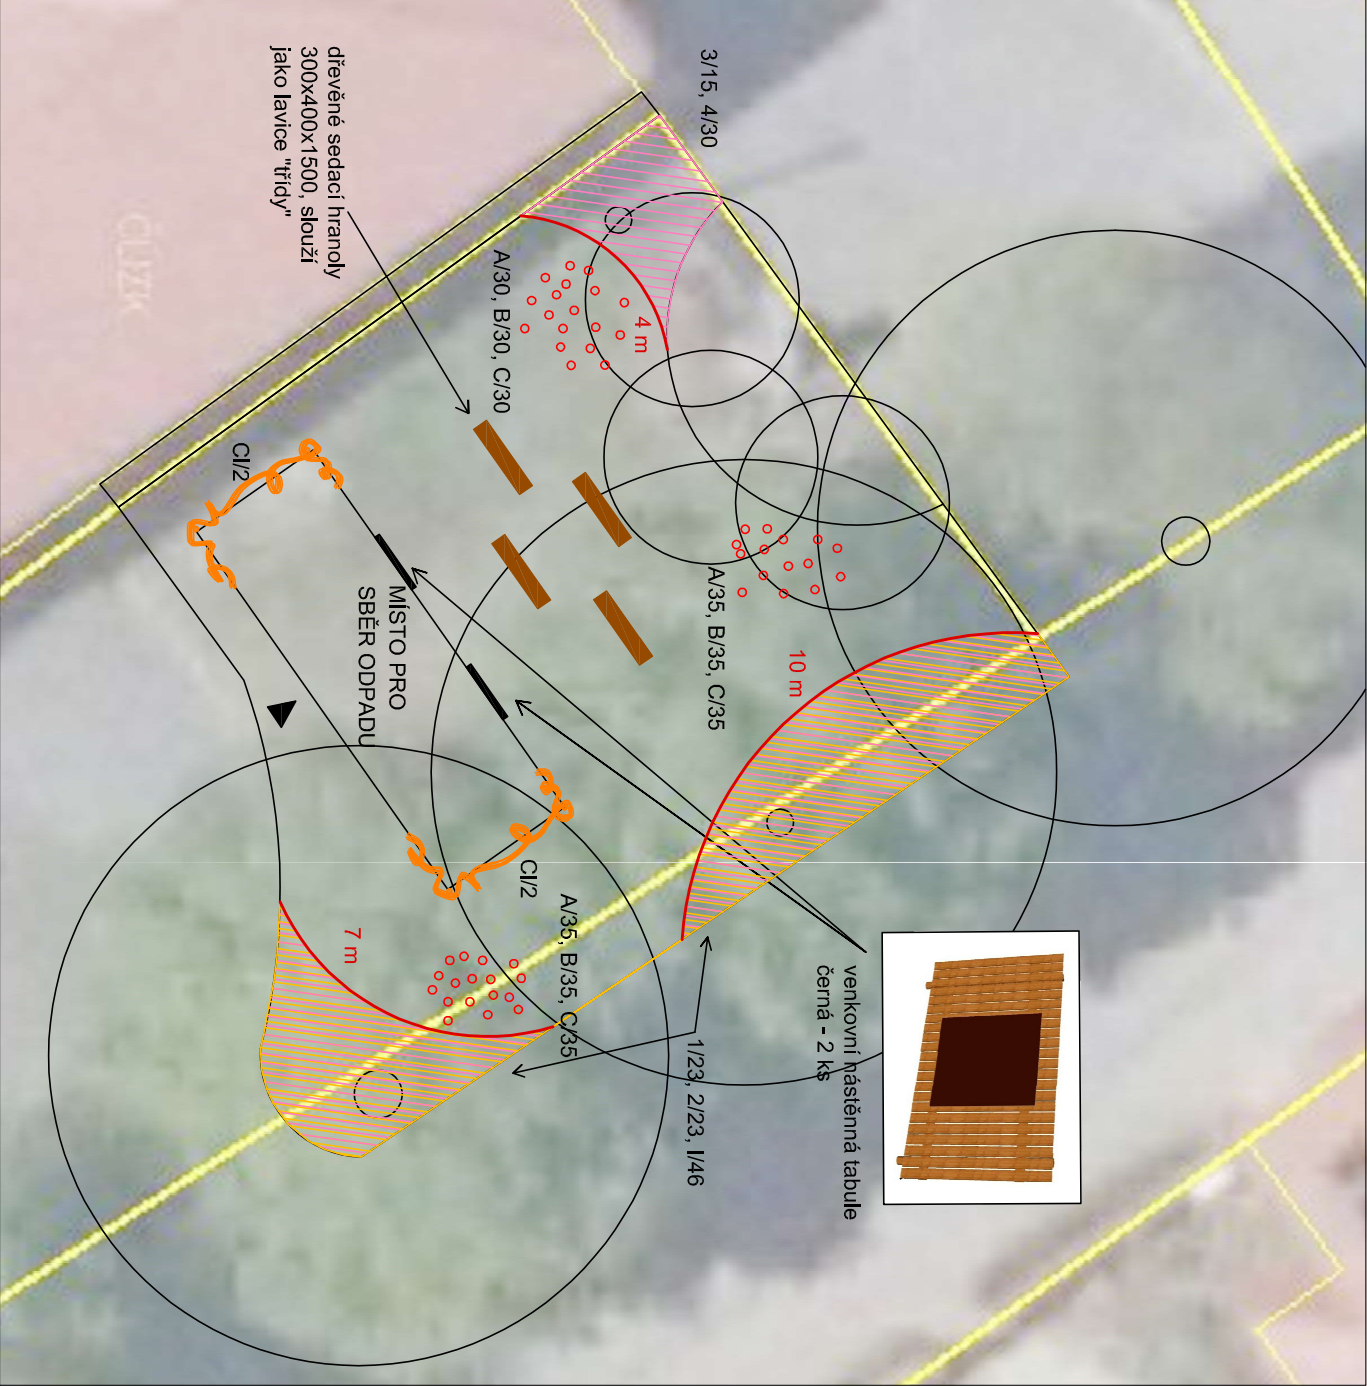 3/15, 4/30
dřevěné sedací hranoly
300x400x1500, slouží
jako lavice "třídy"
ČÚZK
A/30, B/30, C/30
4 m
Cl/2
MÍSTO PRO
SBĚR ODPADU
A/35, B/35, C/35
10 m
Cl/2
A/35, B/35, C/35
7 m
venkovní nástěnná tabule
černá - 2 ks
1/23, 2/23, I/46